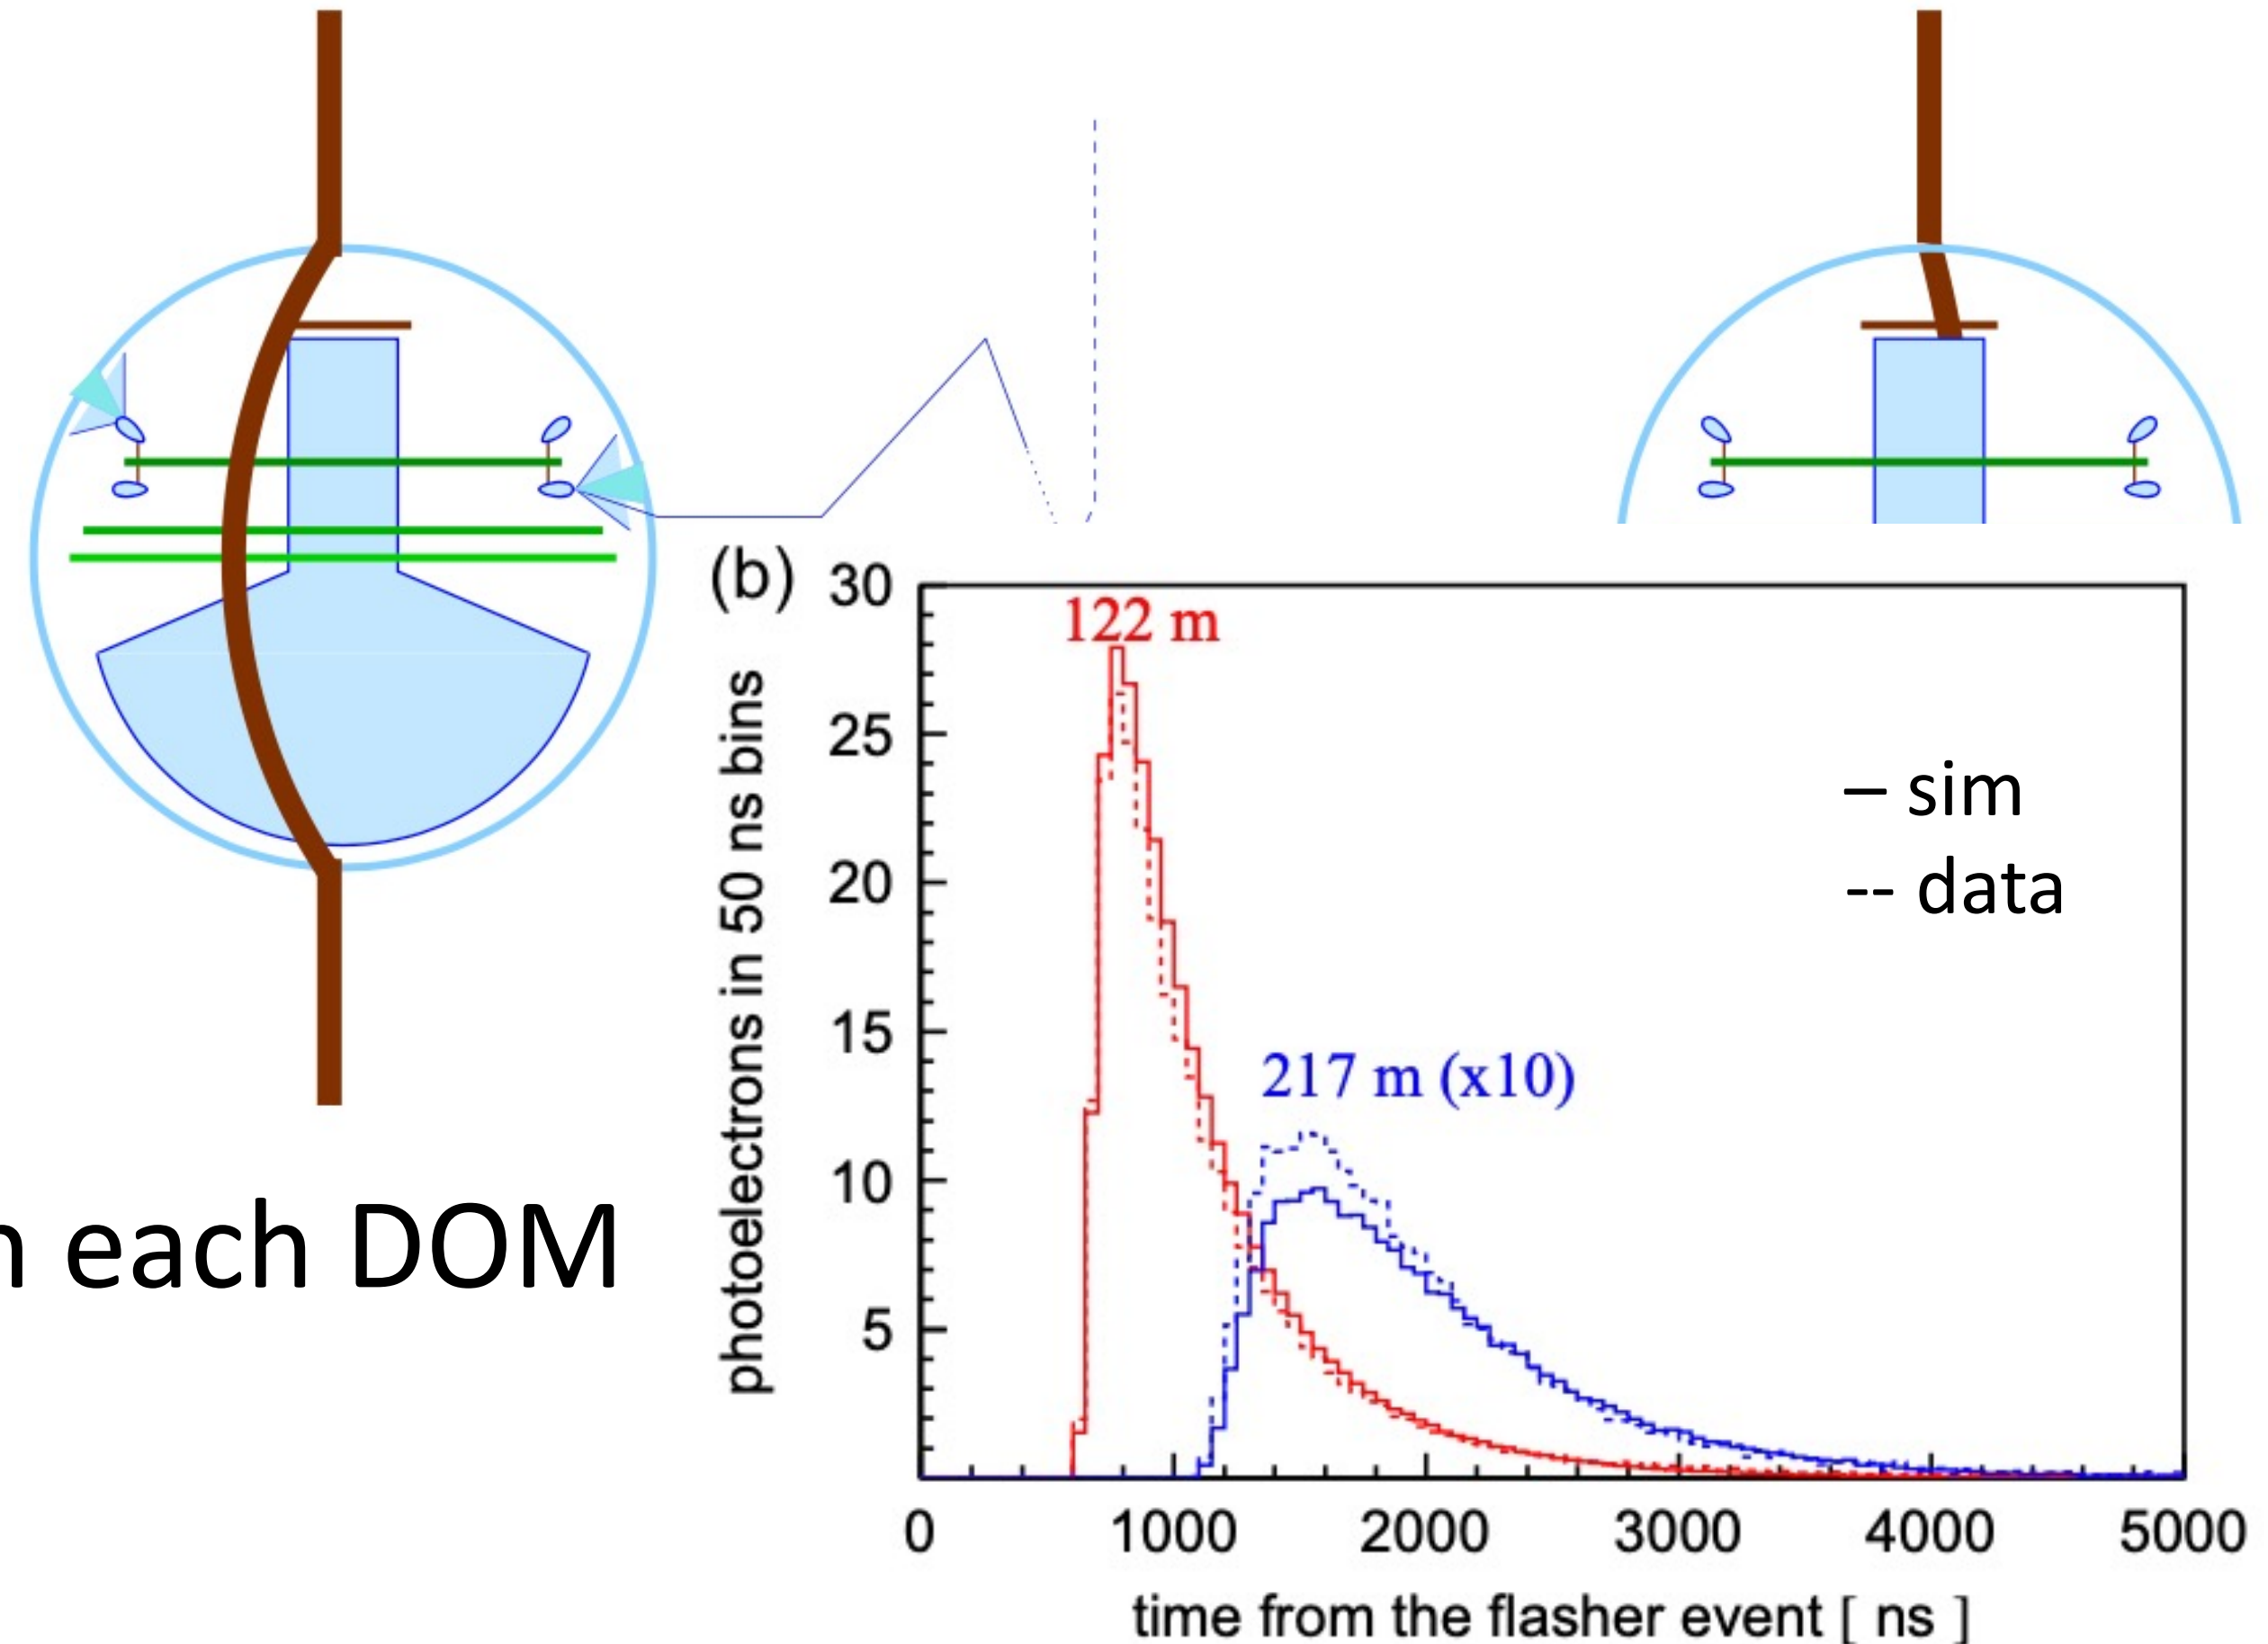 (b)
30
122 m
25
20
15
10
5
photoelectrons in 50 ns bins
– sim
-- data
217 m (x10)
n each DOM
0 1000 2000 3000 4000 5000
time from the flasher event [ ns ]